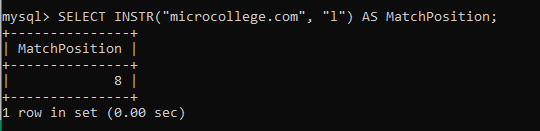 mysql> SELECT INSTR("microcollege.com", "l") AS MatchPosition;
+---------------+
| MatchPosition |
+---------------+
|             8 |
+---------------+
1 row in set (0.00 sec)